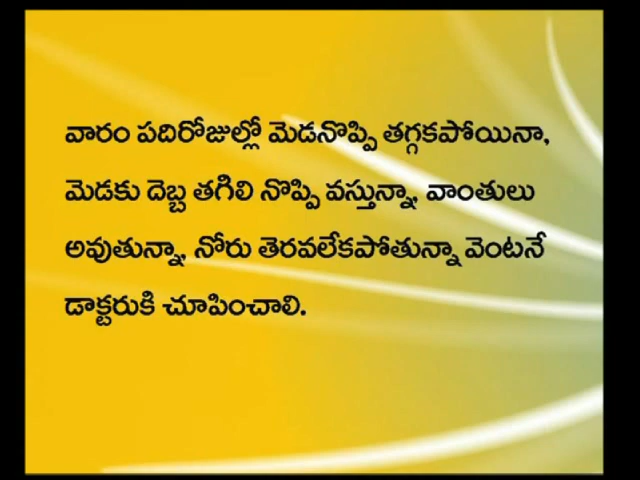 వారం పదిరోజుల్లో మెడనొప్పి తగ్గకపోయినా,
మెడకు దెబ్బ తగిలి నొప్పి వస్తున్నా, వాంతులు
అవుతున్నా, నోరు తెరవలేకపోతున్నా వెంటనే
డాక్టరుకి చూపించాలి.